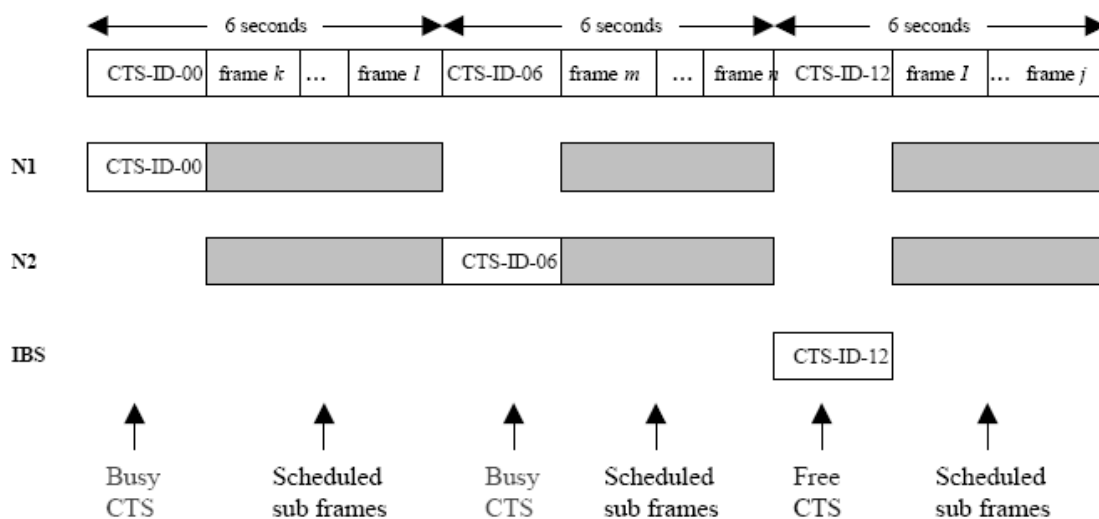 6 seconds 6 seconds 6 seconds
CTS-ID-00 frame k ... frame l CTS-ID-06 frame m ... frame n CTS-ID-12 frame I ... frame j
N1 CTS-ID-00
N2 CTS-ID-06
IBS CTS-ID-12
Busy Scheduled Busy Scheduled Free Scheduled
CTS sub frames CTS sub frames CTS sub frames